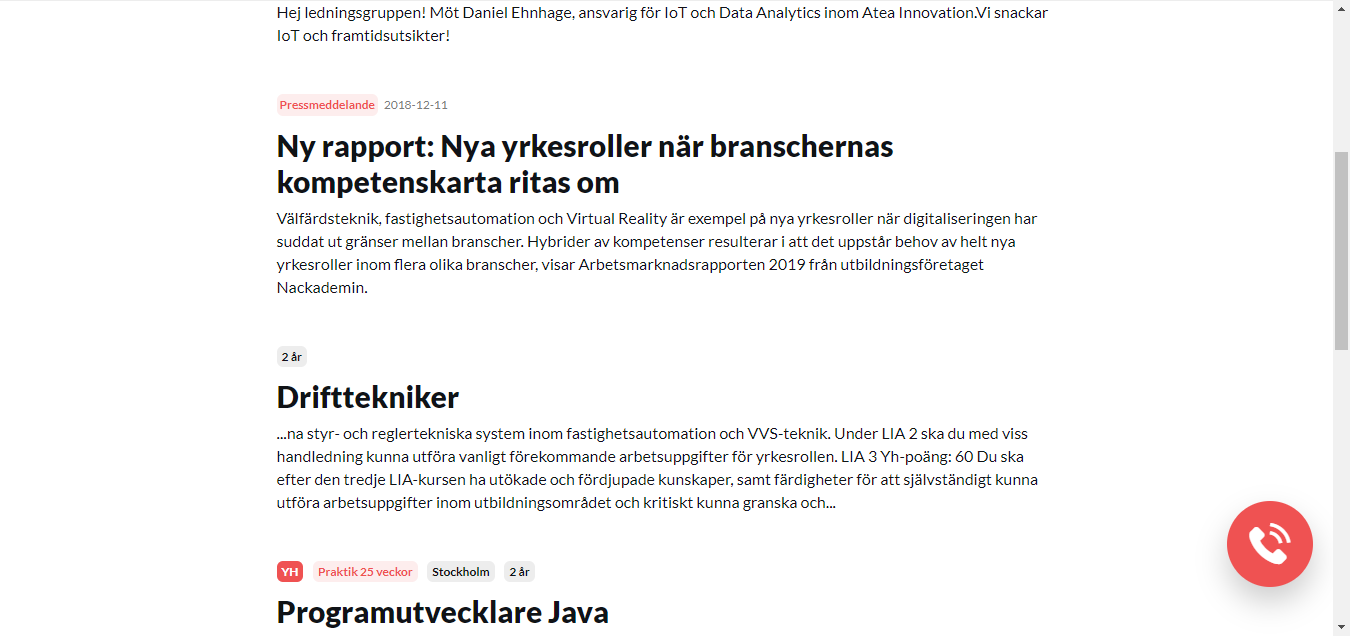 Hej ledningsgruppen! Möt Daniel Ehnhage, ansvarig för IoT och Data Analytics inom Atea Innovation.Vi snackar
IoT och framtidsutsikter!
Pressmeddelande 2018-12-11
Ny rapport: Nya yrkesroller när branschernas
kompetenskarta ritas om
Välfärdsteknik, fastighetsautomation och Virtual Reality är exempel på nya yrkesroller när digitaliseringen har
suddat ut gränser mellan branscher. Hybrider av kompetenser resulterar i att det uppstår behov av helt nya
yrkesroller inom flera olika branscher, visar Arbetsmarknadsrapporten 2019 från utbildningsföretaget
Nackademin.
2 år
Drifttekniker
...na styr- och reglertekniska system inom fastighetsautomation och VVS-teknik. Under LIA 2 ska du med viss
handledning kunna utföra vanligt förekommande arbetsuppgifter för yrkesrollen. LIA 3 Yh-poäng: 60 Du ska
efter den tredje LIA-kursen ha utökade och fördjupade kunskaper, samt färdigheter för att självständigt kunna
utföra arbetsuppgifter inom utbildningsområdet och kritiskt kunna granska och...
YH Praktik 25 veckor Stockholm 2 år
Programutvecklare Java